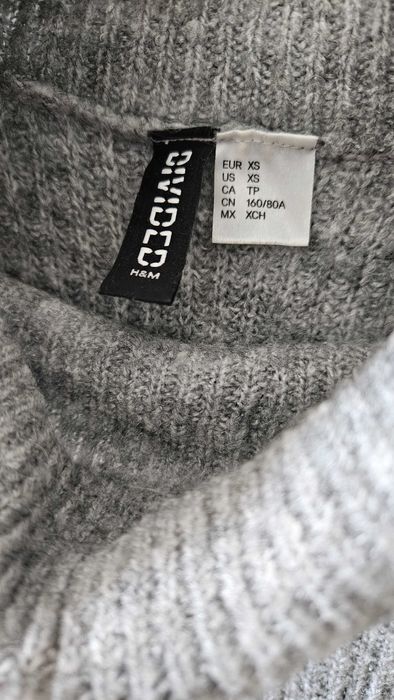 DIVIDED
H&M
EUR XS
US XS
CA TP
CN 160/80A
MX XCH